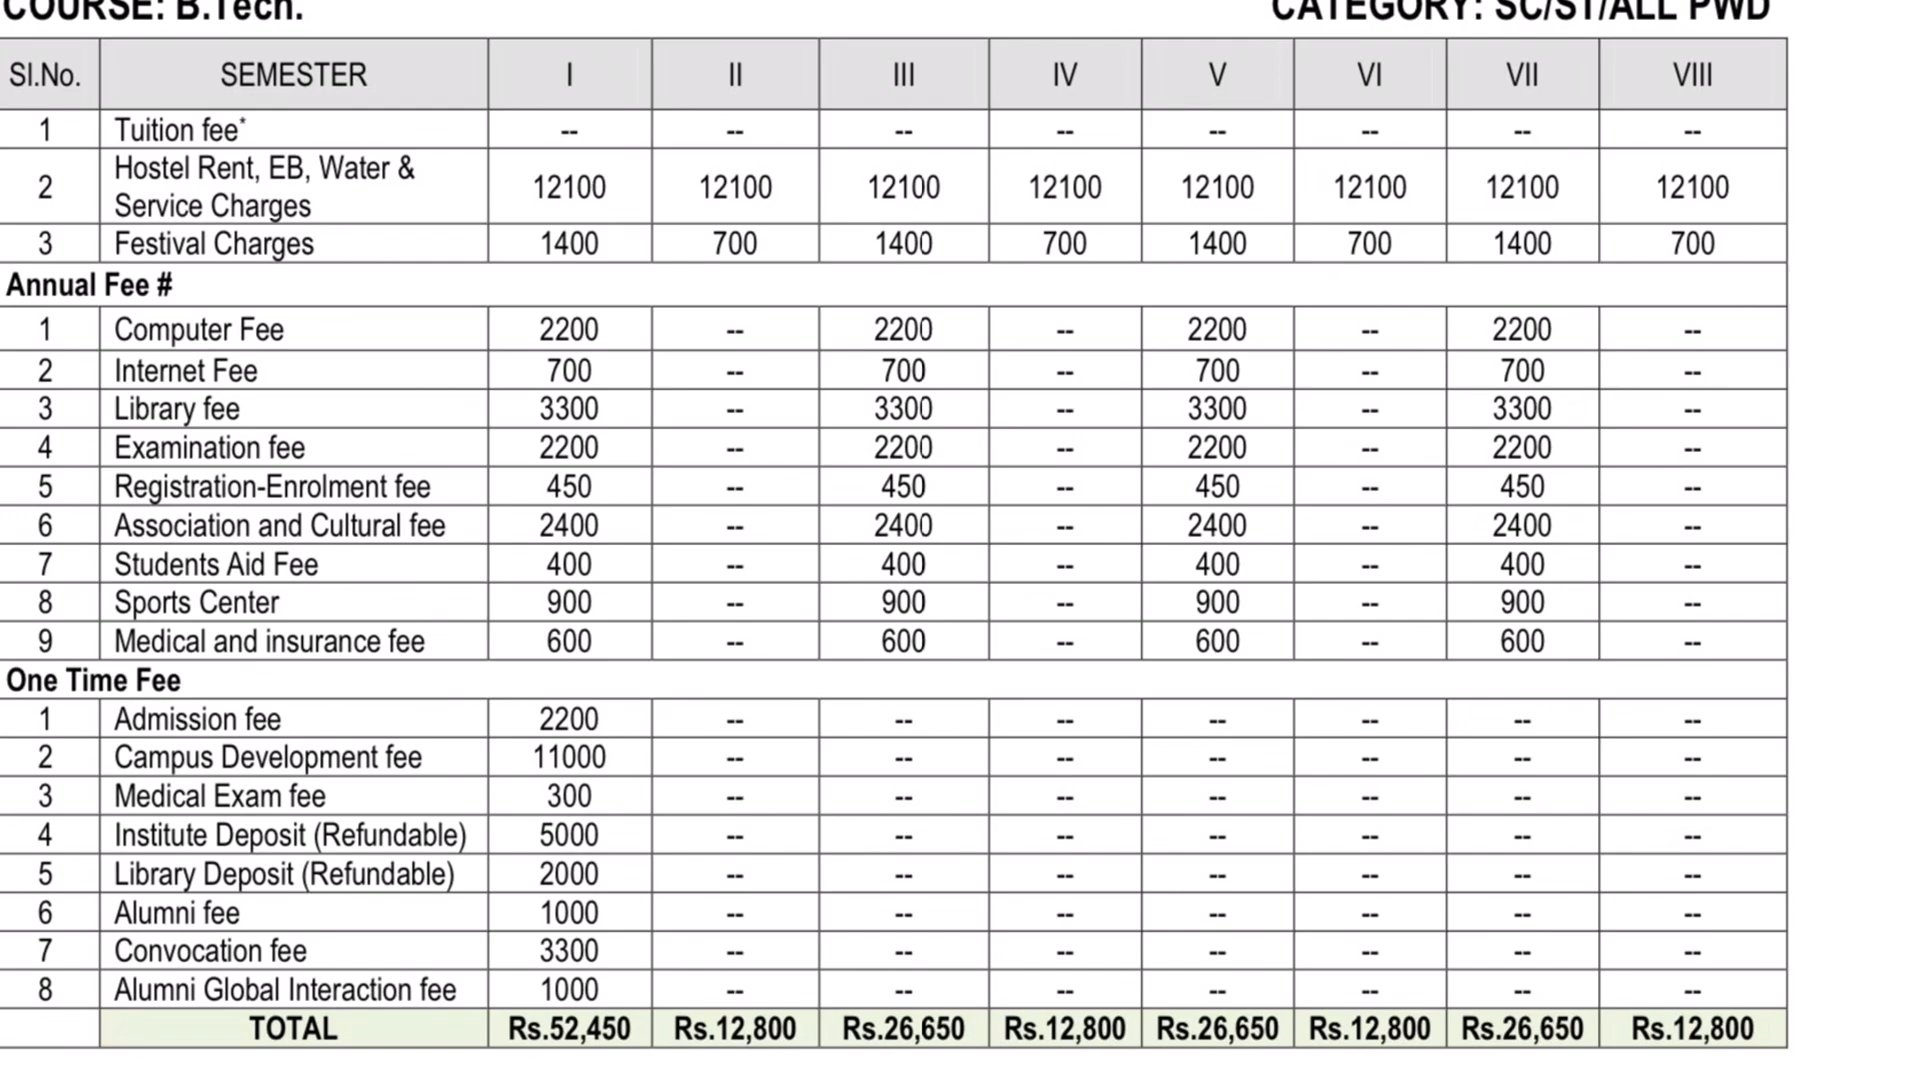 COURSE: B.Tech. CATEGORY: SC/ST/ALL PWD
Sl.No. SEMESTER I II III IV V VI VII VIII
1 Tuition fee* -- -- -- -- -- -- -- --
2 Hostel Rent, EB, Water & Service Charges 12100 12100 12100 12100 12100 12100 12100 12100
3 Festival Charges 1400 700 1400 700 1400 700 1400 700
Annual Fee #
1 Computer Fee 2200 -- 2200 -- 2200 -- 2200 --
2 Internet Fee 700 -- 700 -- 700 -- 700 --
3 Library fee 3300 -- 3300 -- 3300 -- 3300 --
4 Examination fee 2200 -- 2200 -- 2200 -- 2200 --
5 Registration-Enrolment fee 450 -- 450 -- 450 -- 450 --
6 Association and Cultural fee 2400 -- 2400 -- 2400 -- 2400 --
7 Students Aid Fee 400 -- 400 -- 400 -- 400 --
8 Sports Center 900 -- 900 -- 900 -- 900 --
9 Medical and insurance fee 600 -- 600 -- 600 -- 600 --
One Time Fee
1 Admission fee 2200 -- -- -- -- -- -- --
2 Campus Development fee 11000 -- -- -- -- -- -- --
3 Medical Exam fee 300 -- -- -- -- -- -- --
4 Institute Deposit (Refundable) 5000 -- -- -- -- -- -- --
5 Library Deposit (Refundable) 2000 -- -- -- -- -- -- --
6 Alumni fee 1000 -- -- -- -- -- -- --
7 Convocation fee 3300 -- -- -- -- -- -- --
8 Alumni Global Interaction fee 1000 -- -- -- -- -- -- --
TOTAL Rs.52,450 Rs.12,800 Rs.26,650 Rs.12,800 Rs.26,650 Rs.12,800 Rs.26,650 Rs.12,800